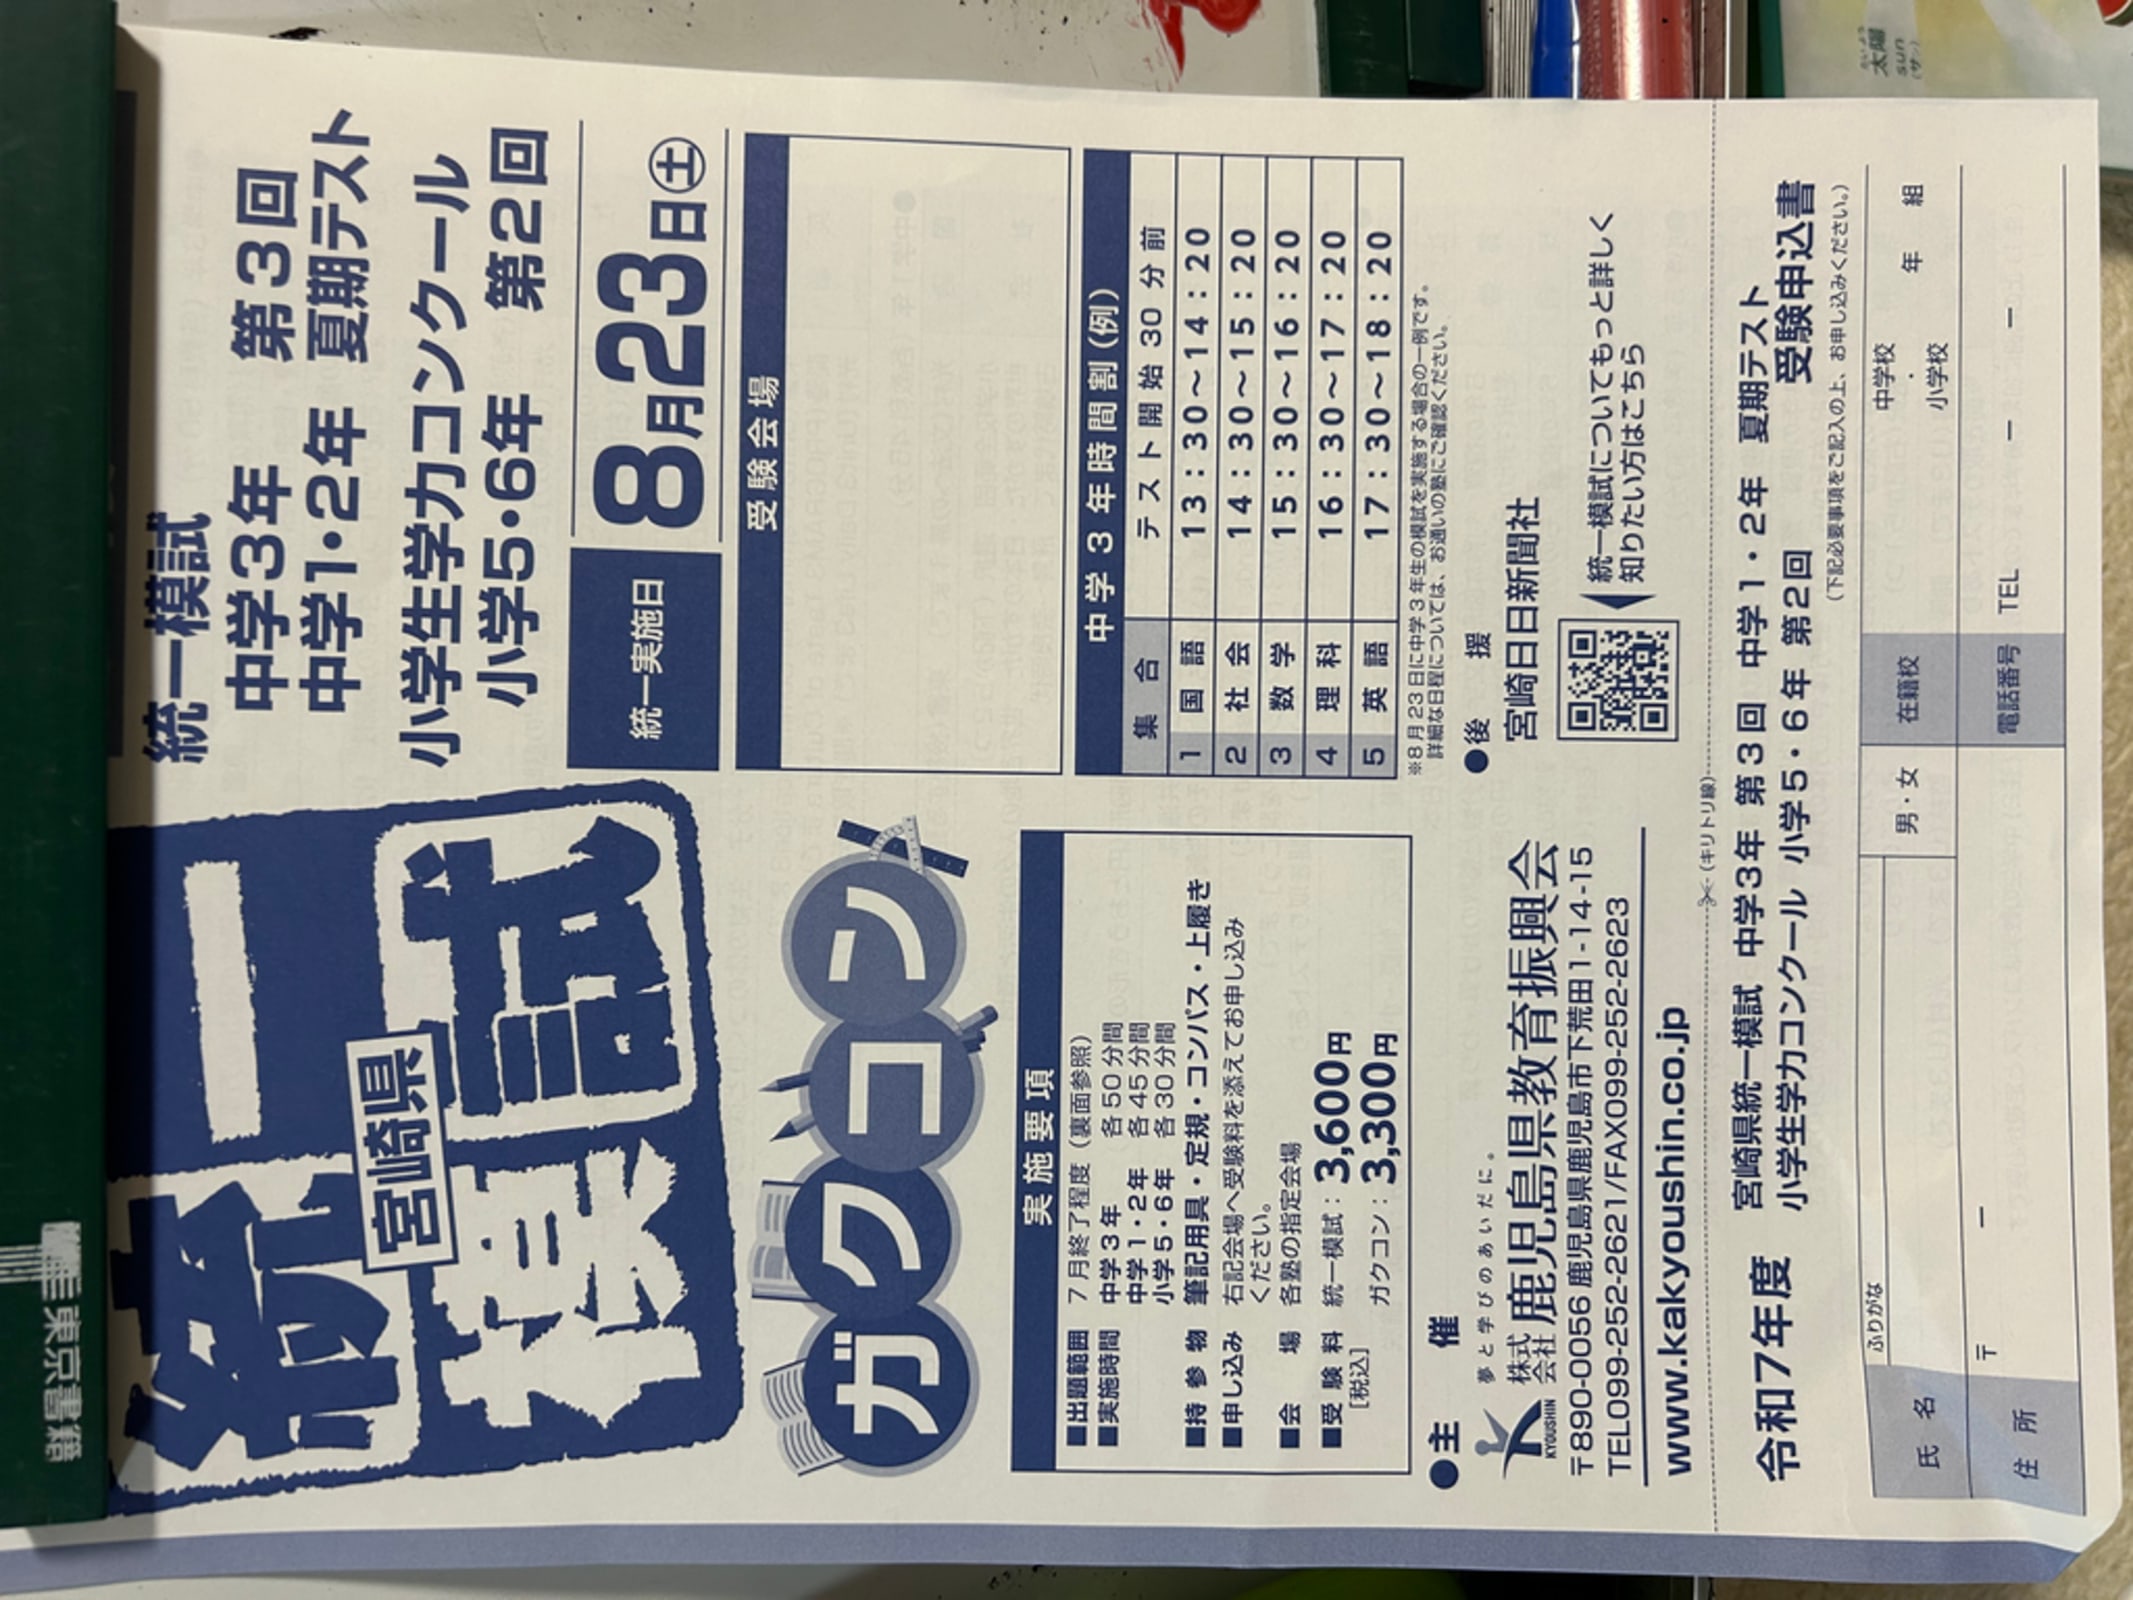 統一模試
中学3年 第3回
中学1・2年 夏期テスト
小学生学力コンクール
小学5・6年 第2回
統一実施日
8月23日㊏
統一模試
宮崎県
ガクコン
受験会場
中学3年時間割(例)
集合 テスト開始30分前
1 国語 13:30〜14:20
2 社会 14:30〜15:20
3 数学 15:30〜16:20
4 理科 16:30〜17:20
5 英語 17:30〜18:20
※8月23日に中学3年生の模試を実施する場合の一例です。
詳細な日程については、お通いの塾にご確認ください。
実施要項
■出題範囲 7月終了程度(裏面参照)
■実施時間 中学3年 各50分間
中学1・2年 各45分間
小学5・6年 各30分間
■持参物 筆記用具・定規・コンパス・上履き
■申し込み 右記会場へ受験料を添えてお申し込み
ください。
■会場 各塾の指定会場
■受験料 統一模試:3,600円
[税込] ガクコン:3,300円
●主催
夢と学びのあいだに。
KYOUSHIN
株式会社 鹿児島県教育振興会
〒890-0056 鹿児島県鹿児島市下荒田1-14-15
TEL099-252-2621/FAX099-252-2623
www.kakyoushin.co.jp
●後援
宮崎日日新聞社
統一模試についてもっと詳しく
知りたい方はこちら
(キリトリ線)
令和7年度 宮崎県統一模試 中学3年 第3回 中学1・2年 夏期テスト
小学生学力コンクール 小学5・6年 第2回 受験申込書
(下記必要事項をご記入の上、お申し込みください。)
ふりがな
氏名
男・女
在籍校
中学校
・
小学校
年 組
住所
〒 ー
電話番号
TEL ー ー
東京書籍
たいよう
太陽
sun
(サン)